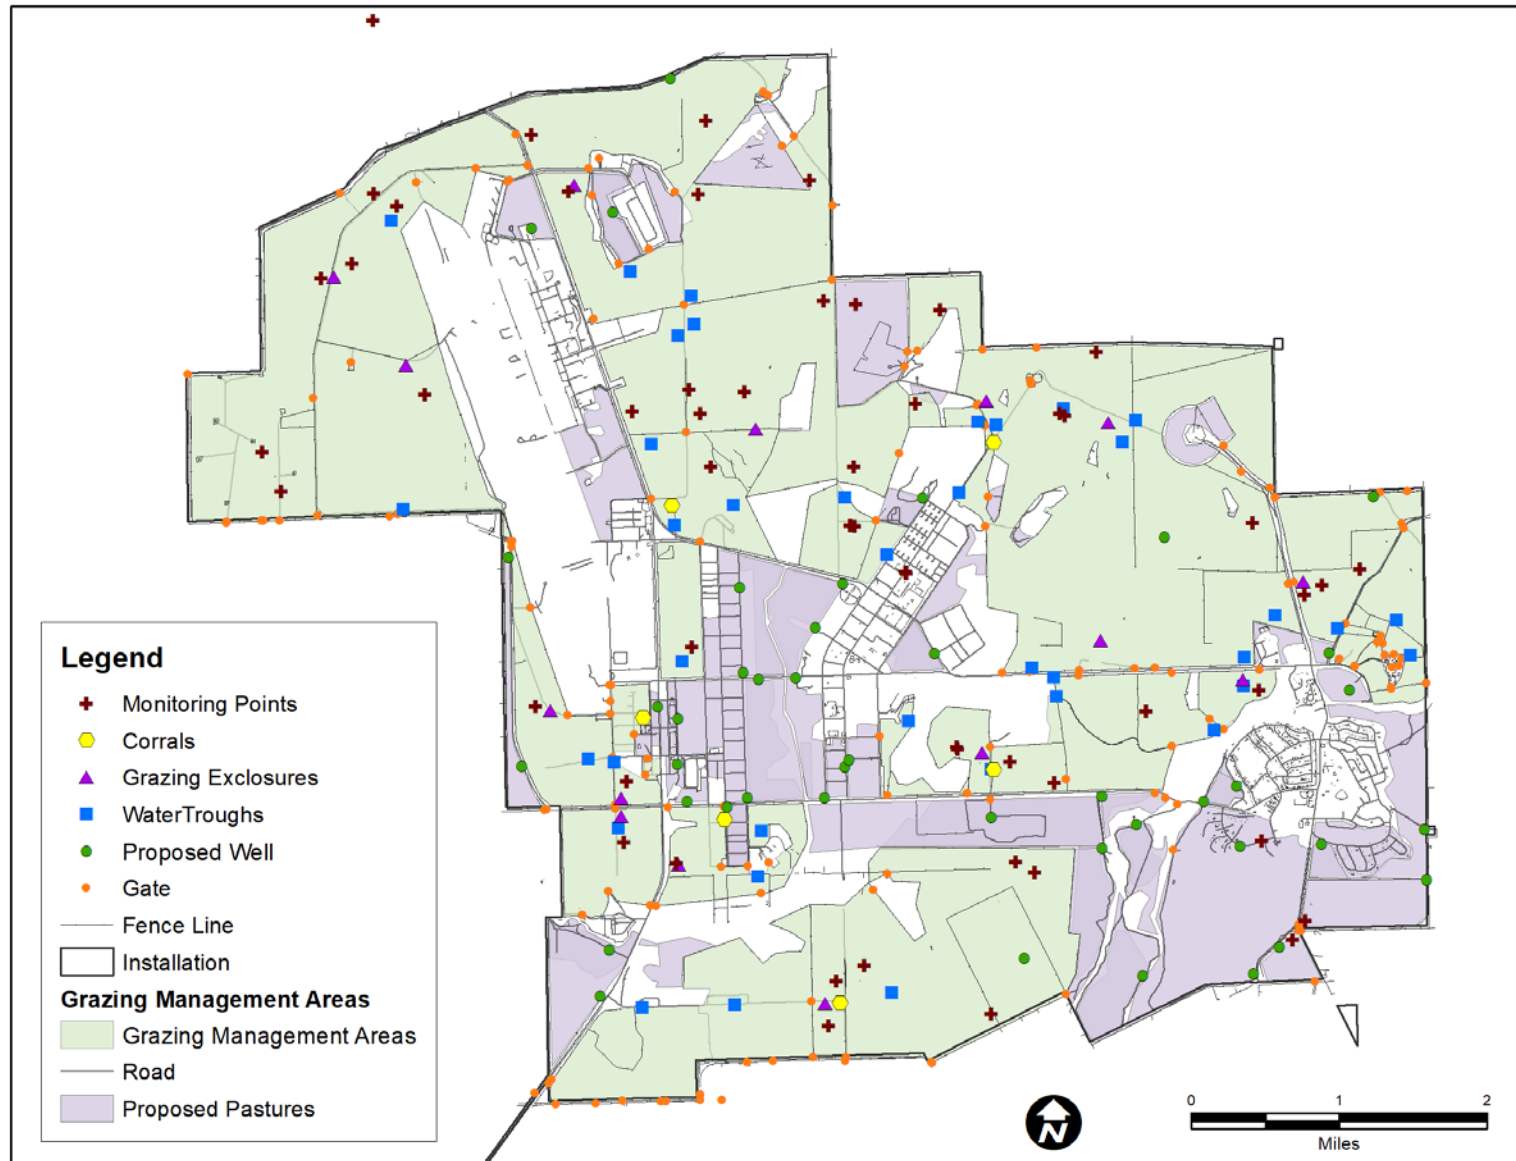 Legend
Monitoring Points
Corrals
Grazing Exclosures
WaterTroughs
Proposed Well
Gate
Fence Line
Installation
Grazing Management Areas
Grazing Management Areas
Road
Proposed Pastures
N
0 1 2
Miles